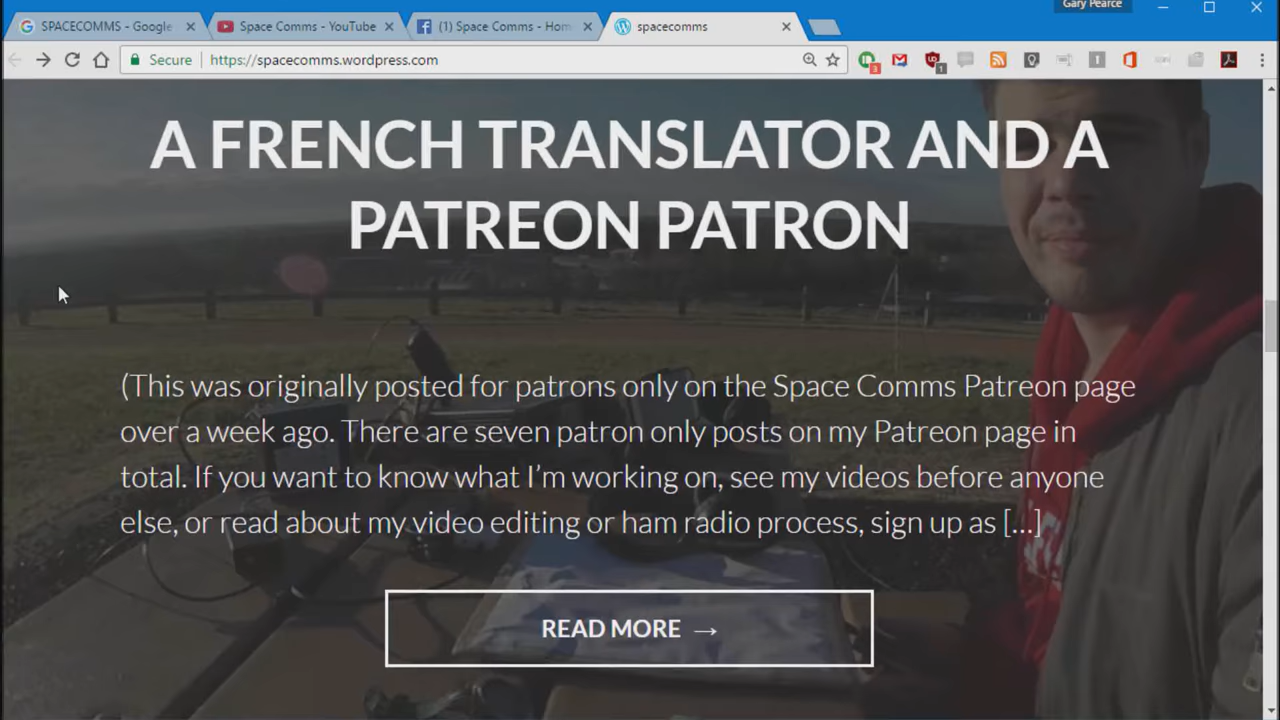 Gary Pearce
SPACECOMMS - Google
Space Comms - YouTube
(1) Space Comms - Hom
spacecomms
Secure
https://spacecomms.wordpress.com
3
1
A FRENCH TRANSLATOR AND A
PATREON PATRON
(This was originally posted for patrons only on the Space Comms Patreon page
over a week ago. There are seven patron only posts on my Patreon page in
total. If you want to know what I’m working on, see my videos before anyone
else, or read about my video editing or ham radio process, sign up as […]
READ MORE →